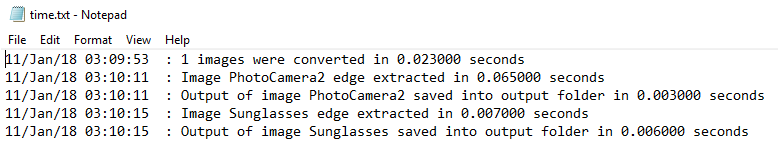 time.txt - Notepad
File Edit Format View Help
11/Jan/18 03:09:53  : 1 images were converted in 0.023000 seconds
11/Jan/18 03:10:11  : Image PhotoCamera2 edge extracted in 0.065000 seconds
11/Jan/18 03:10:11  : Output of image PhotoCamera2 saved into output folder in 0.003000 seconds
11/Jan/18 03:10:15  : Image Sunglasses edge extracted in 0.007000 seconds
11/Jan/18 03:10:15  : Output of image Sunglasses saved into output folder in 0.006000 seconds